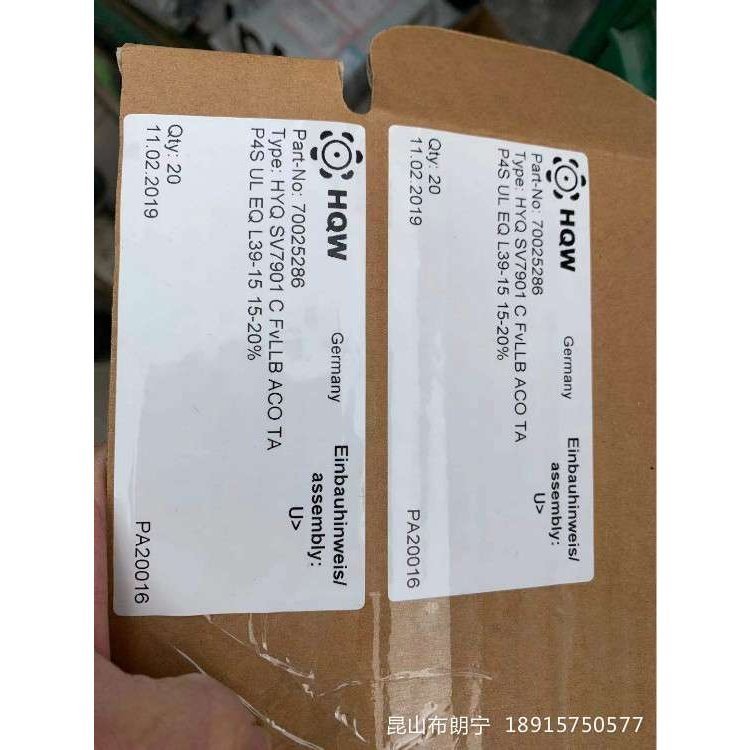 HQW
Germany
Einbauhinweis/
assembly:
U>
Part-No: 70025286
Type: HYQ SV7901 C FvLLB ACO TA
P4S UL EQ L39-15 15-20%
Qty: 20
11.02.2019
PA20016
HQW
Germany
Einbauhinweis/
assembly:
U>
Part-No: 70025286
Type: HYQ SV7901 C FvLLB ACO TA
P4S UL EQ L39-15 15-20%
Qty: 20
11.02.2019
PA20016
昆山布朗宁 18915750577